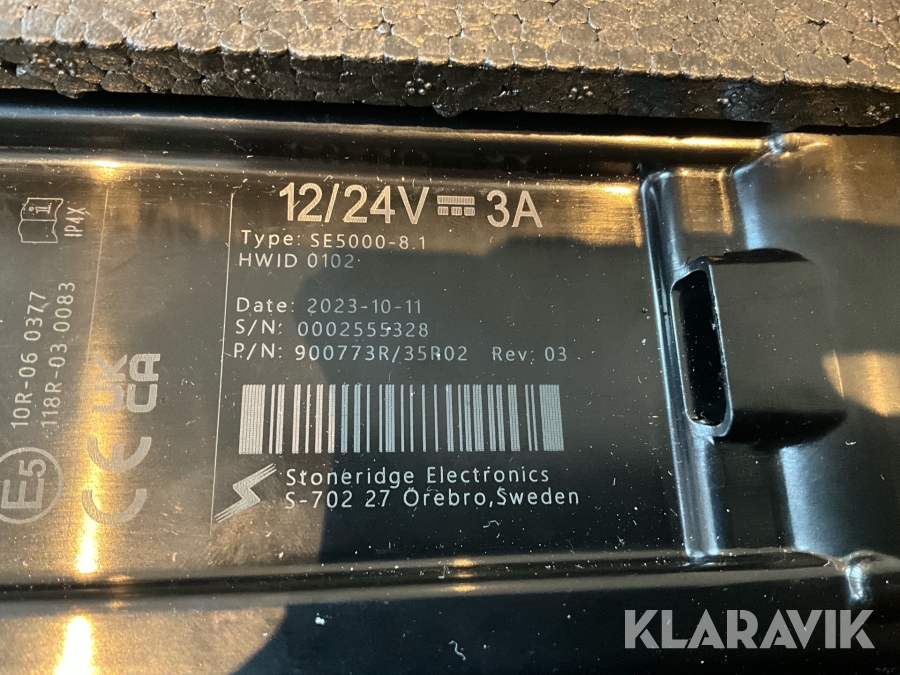 12/24V 3A
Type: SE5000-8.1
HWID 0102
Date: 2023-10-11
S/N: 0002555328
P/N: 900773R/35R02 Rev: 03
Stoneridge Electronics
S-702 27 Örebro,Sweden
i
IP4X
10R-06 0377
118R-03 0083
UK
CA
CE
E5
KLARAVIK